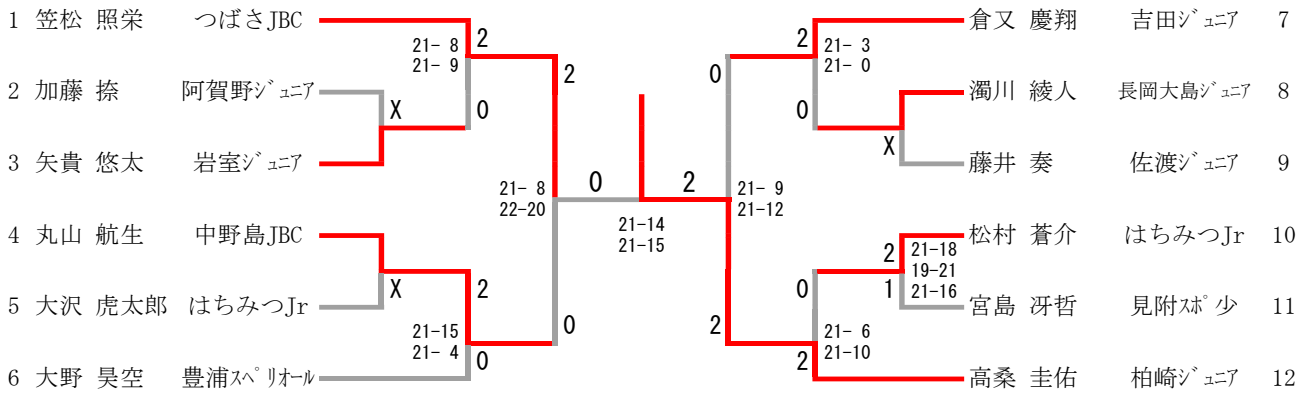 1 笠松 照栄 つばさJBC
2 加藤 捺 阿賀野ジュニア
3 矢貴 悠太 岩室ジュニア
4 丸山 航生 中野島JBC
5 大沢 虎太郎 はちみつJr
6 大野 昊空 豊浦スペリオール
21- 8
21- 9
2
0
X
2
X
2
21-15
21- 4
0
0
21- 8
22-20
0
2
21-14
21-15
0
21- 9
21-12
2
2
21- 3
21- 0
0
X
2
21-18
19-21
21-16
1
0
21- 6
21-10
2
倉又 慶翔 吉田ジュニア 7
濁川 綾人 長岡大島ジュニア 8
藤井 奏 佐渡ジュニア 9
松村 蒼介 はちみつJr 10
宮島 冴哲 見附スポ少 11
高桑 圭佑 柏崎ジュニア 12